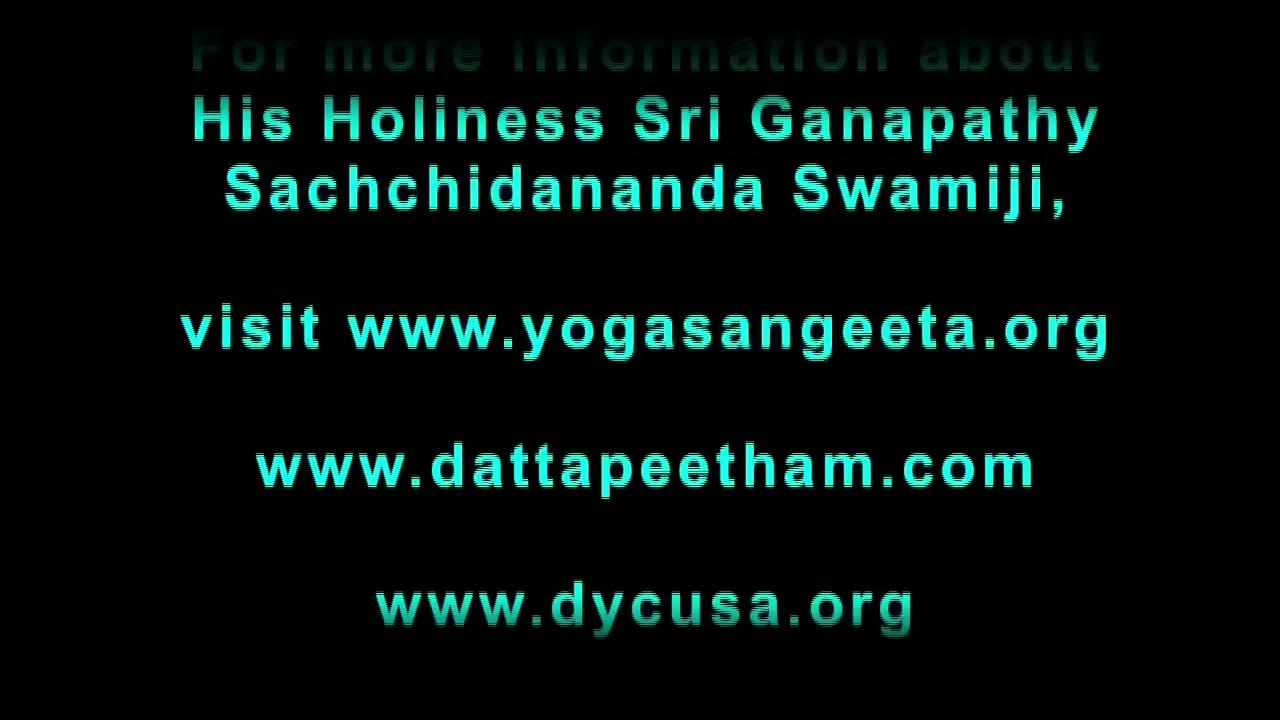 For more information about
His Holiness Sri Ganapathy
Sachchidananda Swamiji,
visit www.yogasangeeta.org
www.dattapeetham.com
www.dycusa.org